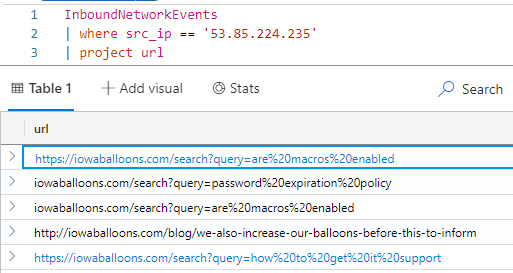 1 InboundNetworkEvents
2 | where src_ip == '53.85.224.235'
3 | project url
Table 1 + Add visual Stats Search
url
https://iowaballoons.com/search?query=are%20macros%20enabled
iowaballoons.com/search?query=password%20expiration%20policy
iowaballoons.com/search?query=are%20macros%20enabled
http://iowaballoons.com/blog/we-also-increase-our-balloons-before-this-to-inform
https://iowaballoons.com/search?query=how%20to%20get%20it%20support